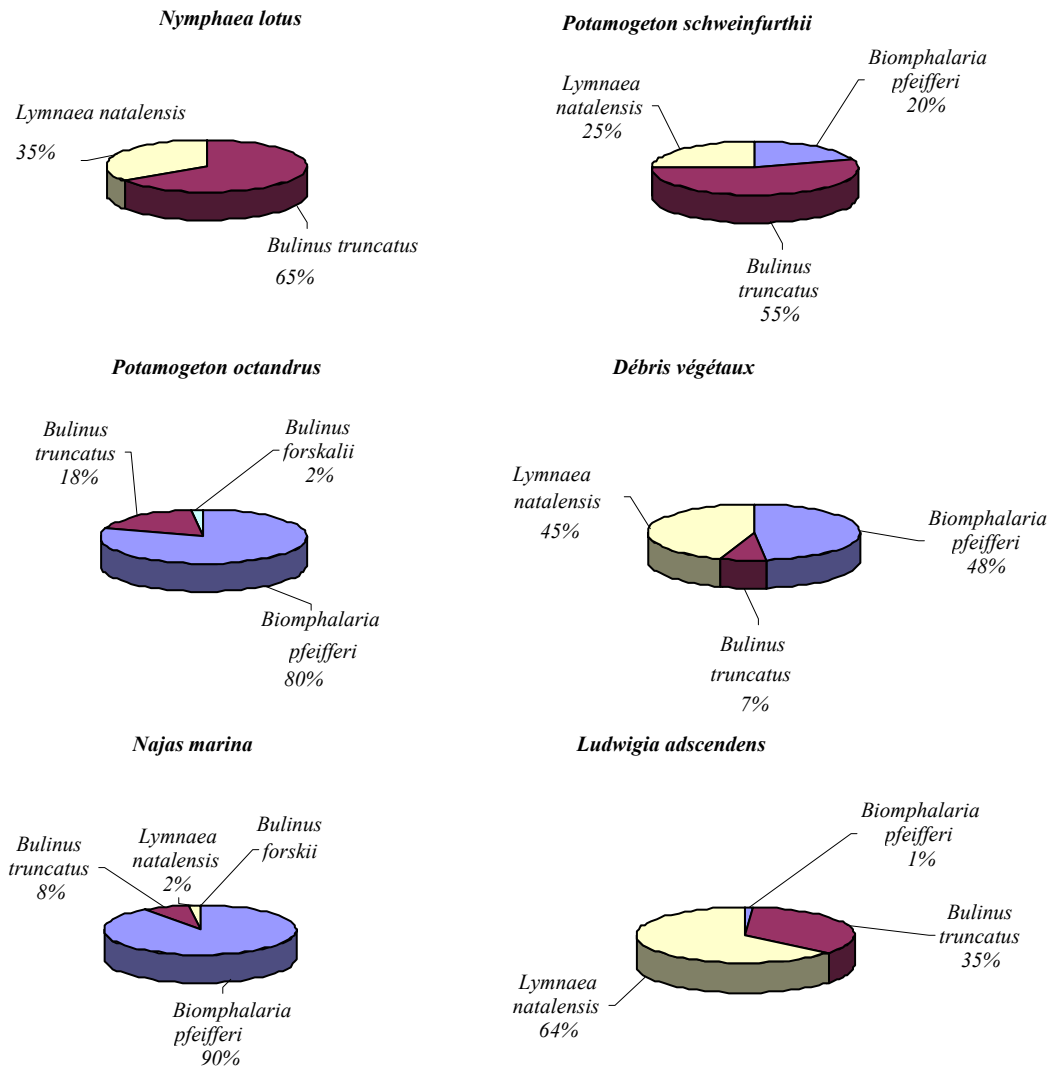 Nymphaea lotus
Lymnaea natalensis
35%
Bulinus truncatus
65%
Potamogeton schweinfurthii
Biomphalaria
pfeifferi
20%
Lymnaea
natalensis
25%
Bulinus
truncatus
55%
Potamogeton octandrus
Bulinus
truncatus
18%
Bulinus
forskalii
2%
Biomphalaria
pfeifferi
80%
Débris végétaux
Lymnaea
natalensis
45%
Biomphalaria
pfeifferi
48%
Bulinus
truncatus
7%
Najas marina
Bulinus
truncatus
8%
Lymnaea
natalensis
2%
Bulinus
forskii
Biomphalaria
pfeifferi
90%
Ludwigia adscendens
Biomphalaria
pfeifferi
1%
Bulinus
truncatus
35%
Lymnaea
natalensis
64%